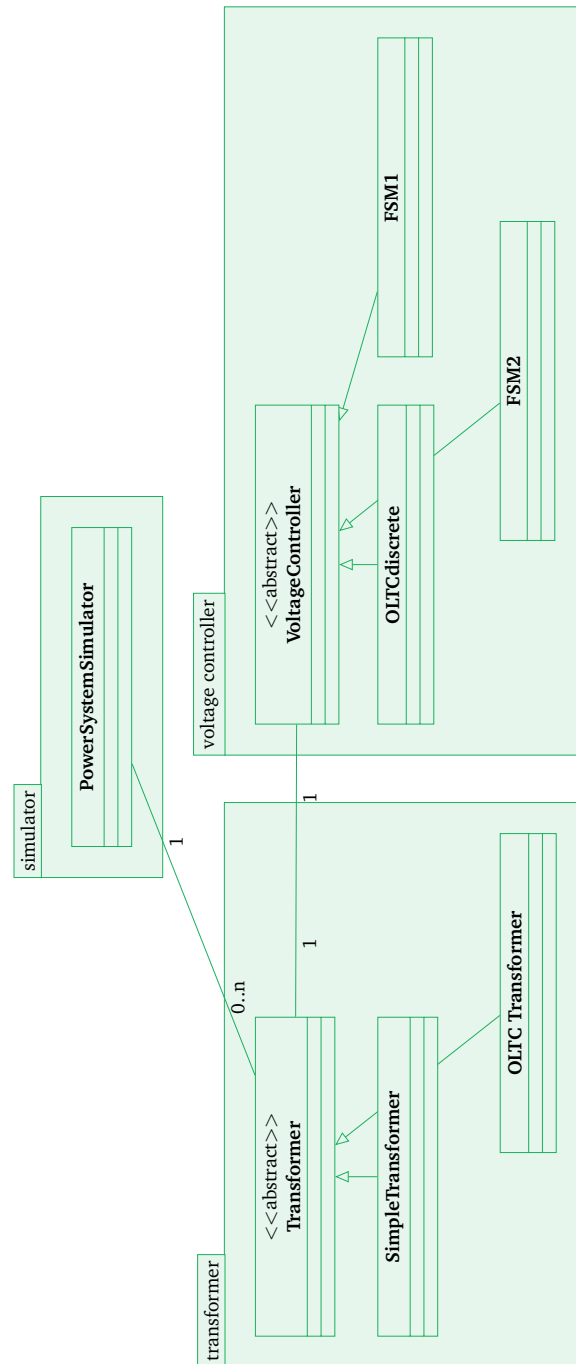 simulator
PowerSystemSimulator
1
0..n
transformer
<<abstract>>
Transformer
1
1
SimpleTransformer
OLTC Transformer
voltage controller
<<abstract>>
VoltageController
OLTCdiscrete
FSM1
FSM2